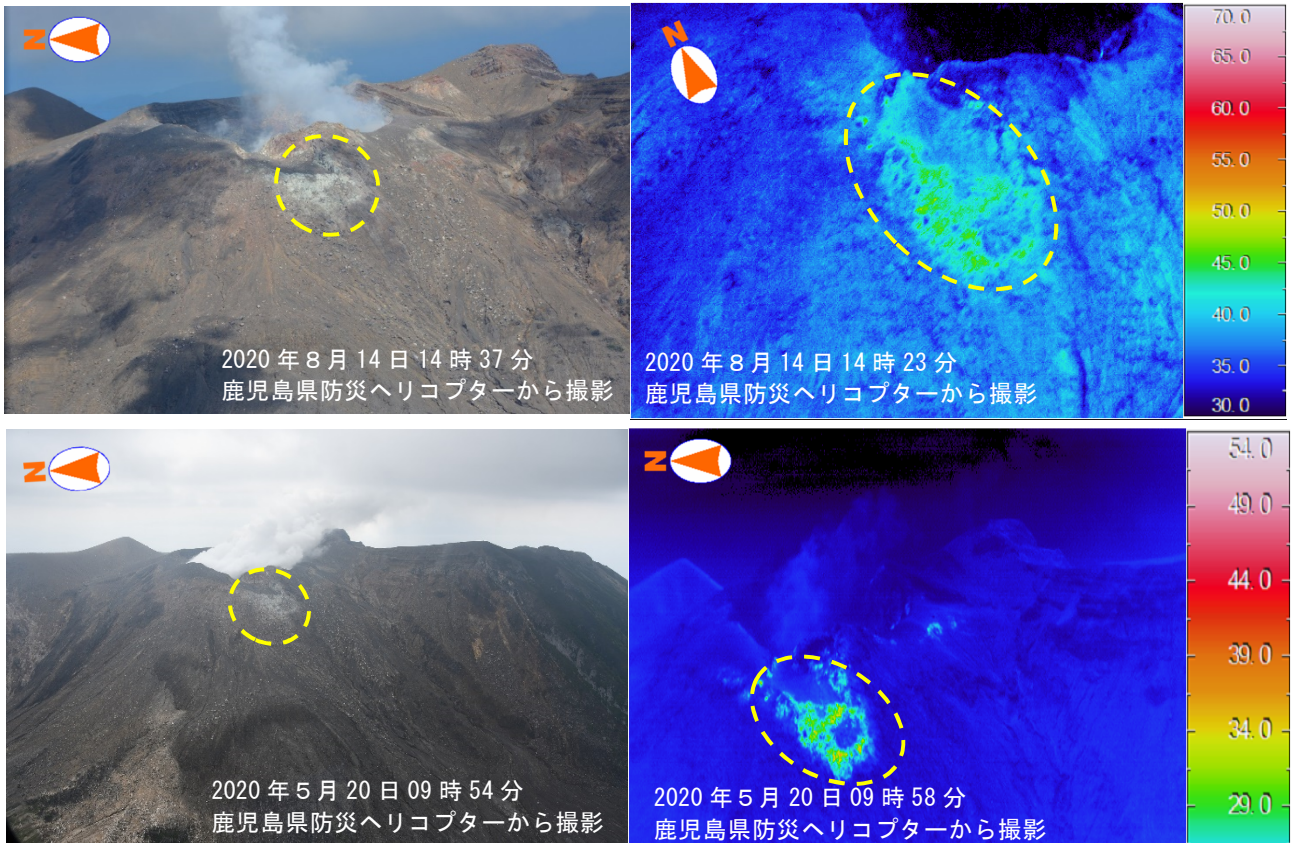 N
2020年8月14日14時37分
鹿児島県防災ヘリコプターから撮影
N
2020年8月14日14時23分
鹿児島県防災ヘリコプターから撮影
70.0
65.0
60.0
55.0
50.0
45.0
40.0
35.0
30.0
N
2020年5月20日09時54分
鹿児島県防災ヘリコプターから撮影
N
2020年5月20日09時58分
鹿児島県防災ヘリコプターから撮影
54.0
49.0
44.0
39.0
34.0
29.0